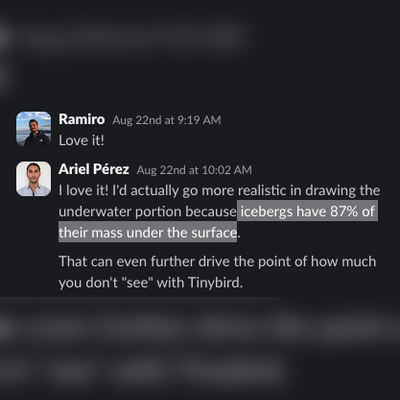 Ramiro Aug 22nd at 9:19 AM
Love it!
Ariel Pérez Aug 22nd at 10:02 AM
I love it! I'd actually go more realistic in drawing the
underwater portion because icebergs have 87% of
their mass under the surface.
That can even further drive the point of how much
you don't "see" with Tinybird.